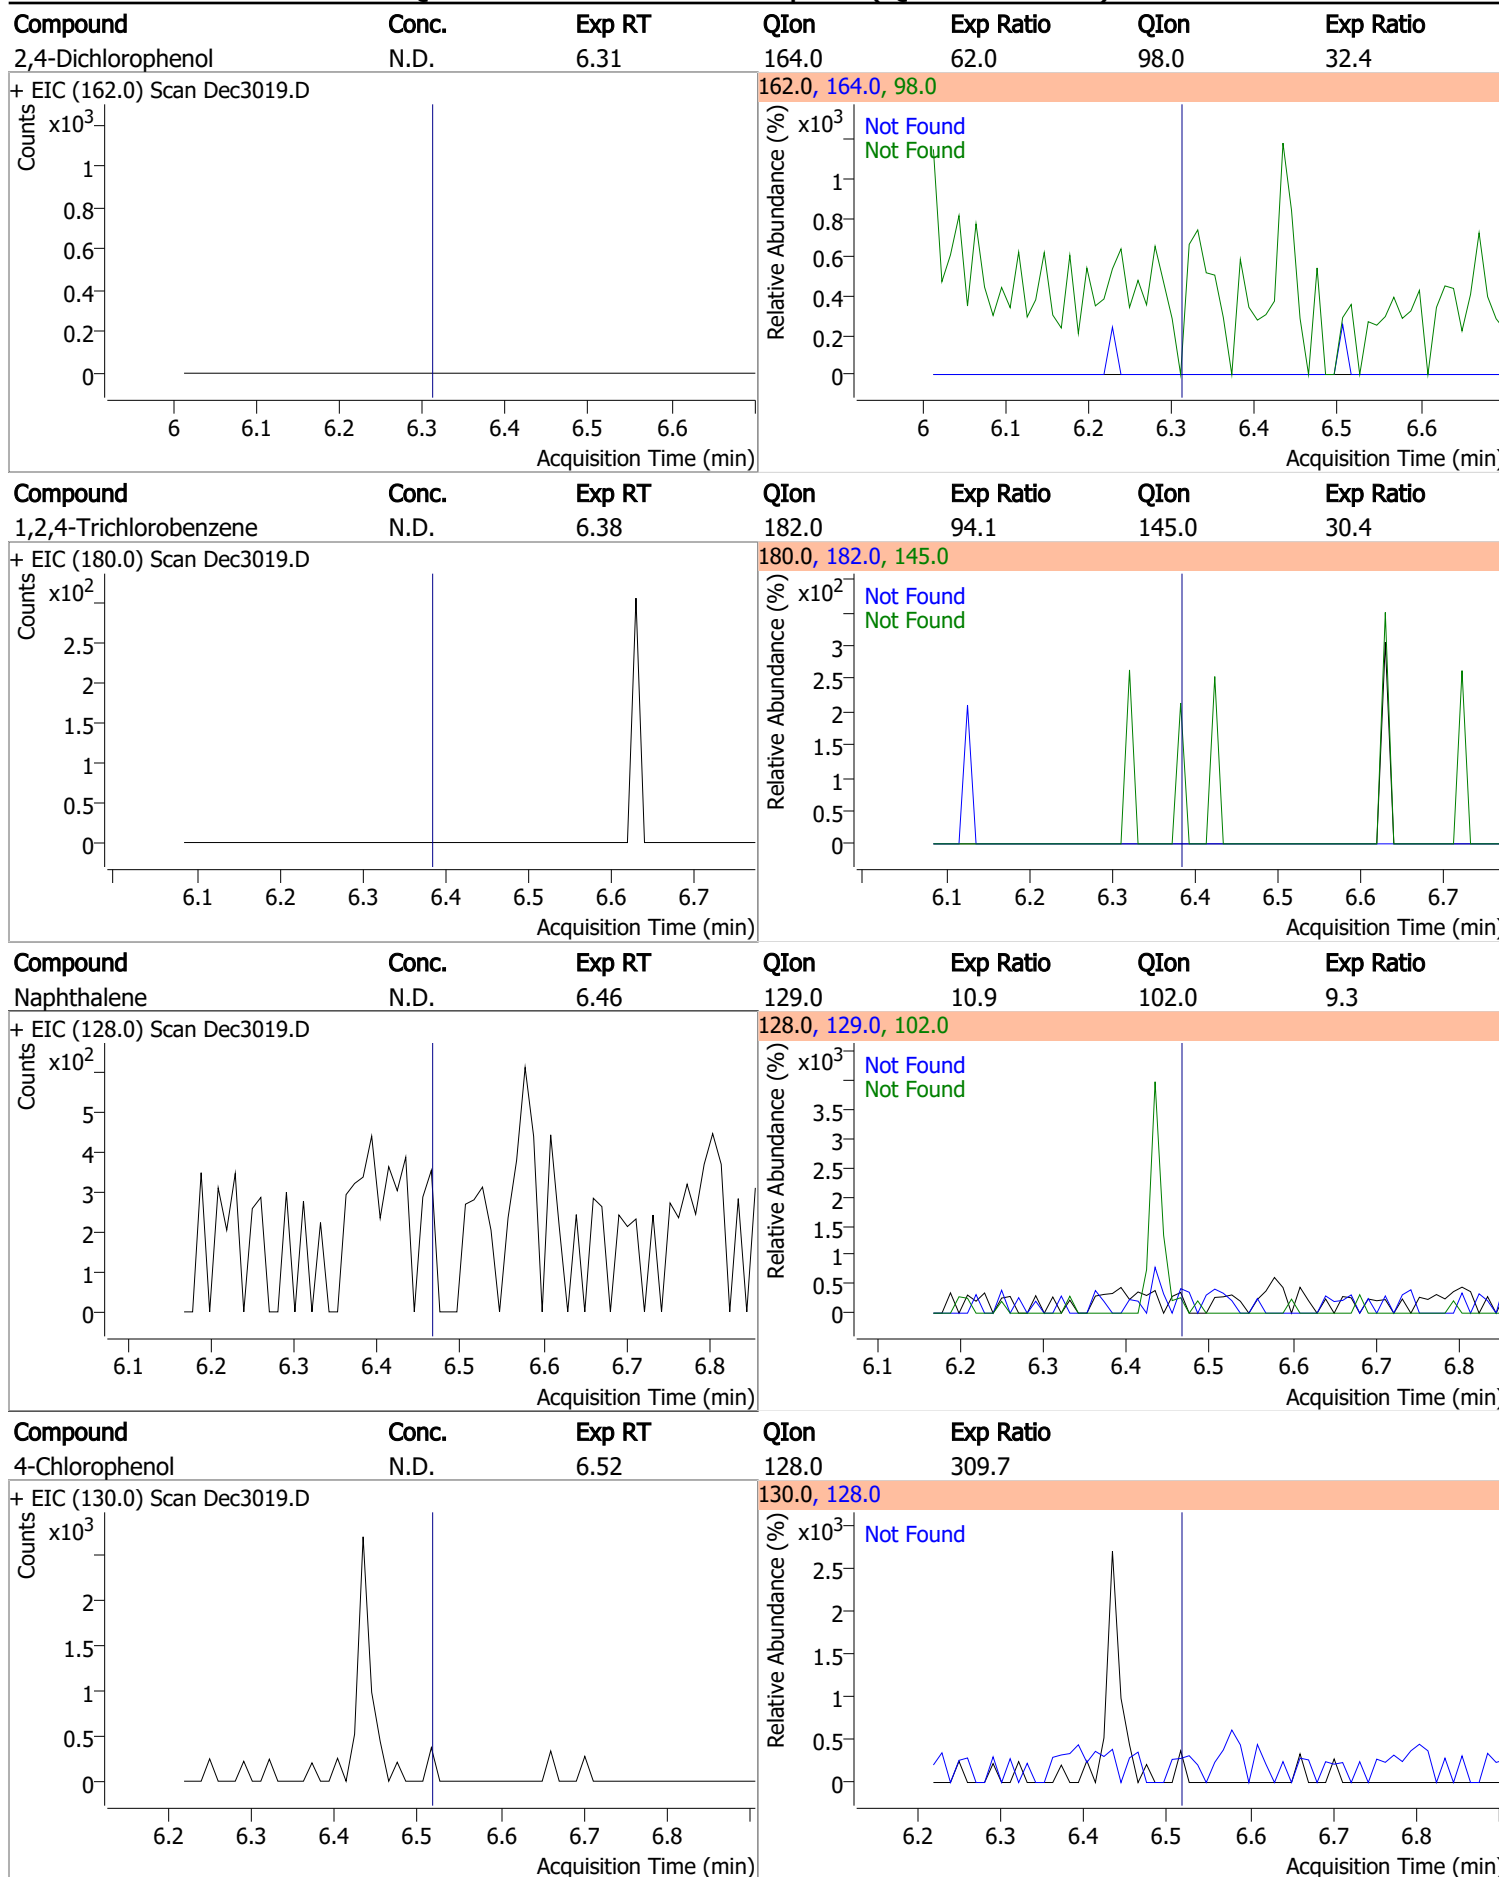 Compound Conc. Exp RT QIon Exp Ratio QIon Exp Ratio
2,4-Dichlorophenol N.D. 6.31 164.0 62.0 98.0 32.4
+ EIC (162.0) Scan Dec3019.D 162.0, 164.0, 98.0
Counts x10^3 1 0.8 0.6 0.4 0.2 0
6 6.1 6.2 6.3 6.4 6.5 6.6
Acquisition Time (min)
Relative Abundance (%) x10^3 1 0.8 0.6 0.4 0.2 0
Not Found
Not Found
6 6.1 6.2 6.3 6.4 6.5 6.6
Acquisition Time (min)
Compound Conc. Exp RT QIon Exp Ratio QIon Exp Ratio
1,2,4-Trichlorobenzene N.D. 6.38 182.0 94.1 145.0 30.4
+ EIC (180.0) Scan Dec3019.D 180.0, 182.0, 145.0
Counts x10^2 2.5 2 1.5 1 0.5 0
6.1 6.2 6.3 6.4 6.5 6.6 6.7
Acquisition Time (min)
Relative Abundance (%) x10^2 3 2.5 2 1.5 1 0.5 0
Not Found
Not Found
6.1 6.2 6.3 6.4 6.5 6.6 6.7
Acquisition Time (min)
Compound Conc. Exp RT QIon Exp Ratio QIon Exp Ratio
Naphthalene N.D. 6.46 129.0 10.9 102.0 9.3
+ EIC (128.0) Scan Dec3019.D 128.0, 129.0, 102.0
Counts x10^2 5 4 3 2 1 0
6.1 6.2 6.3 6.4 6.5 6.6 6.7 6.8
Acquisition Time (min)
Relative Abundance (%) x10^3 3.5 3 2.5 2 1.5 1 0.5 0
Not Found
Not Found
6.1 6.2 6.3 6.4 6.5 6.6 6.7 6.8
Acquisition Time (min)
Compound Conc. Exp RT QIon Exp Ratio
4-Chlorophenol N.D. 6.52 128.0 309.7
+ EIC (130.0) Scan Dec3019.D 130.0, 128.0
Counts x10^3 2 1.5 1 0.5 0
6.2 6.3 6.4 6.5 6.6 6.7 6.8
Acquisition Time (min)
Relative Abundance (%) x10^3 2.5 2 1.5 1 0.5 0
Not Found
6.2 6.3 6.4 6.5 6.6 6.7 6.8
Acquisition Time (min)